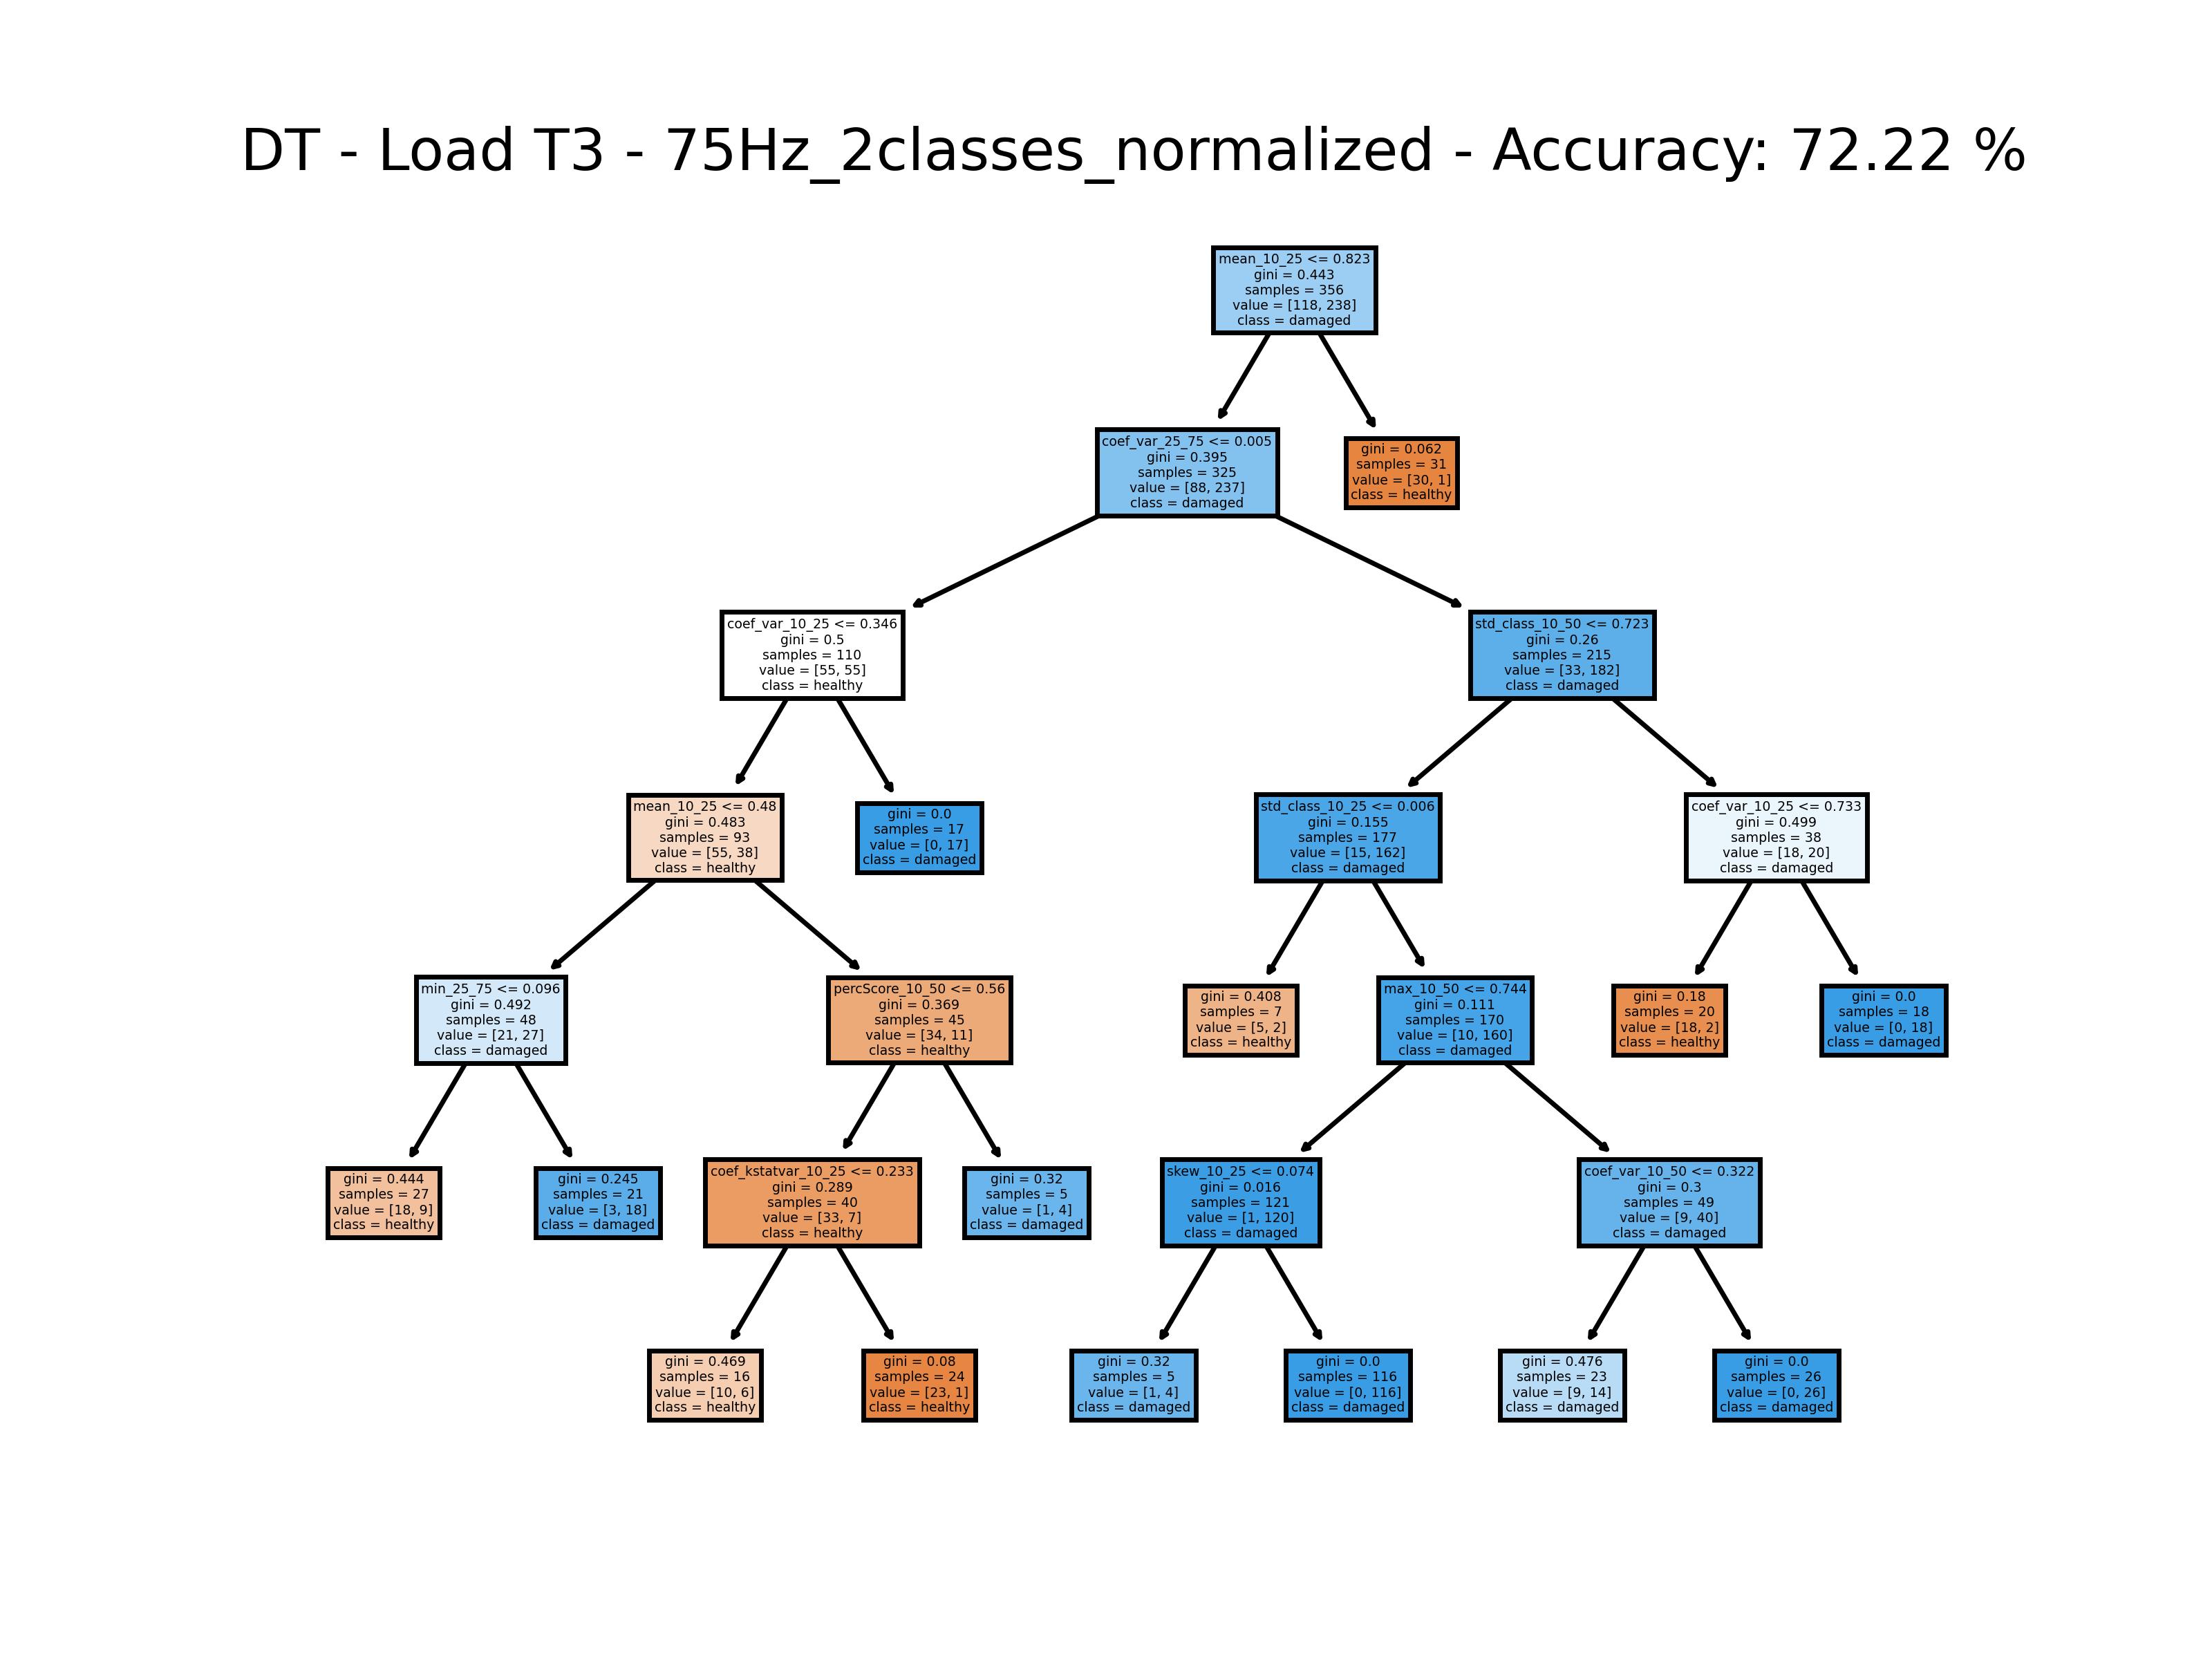 DT - Load T3 - 75Hz_2classes_normalized - Accuracy: 72.22 %
mean_10_25 <= 0.823
gini = 0.443
samples = 356
value = [118, 238]
class = damaged
coef_var_25_75 <= 0.005
gini = 0.395
samples = 325
value = [88, 237]
class = damaged
gini = 0.062
samples = 31
value = [30, 1]
class = healthy
coef_var_10_25 <= 0.346
gini = 0.5
samples = 110
value = [55, 55]
class = healthy
std_class_10_50 <= 0.723
gini = 0.26
samples = 215
value = [33, 182]
class = damaged
mean_10_25 <= 0.48
gini = 0.483
samples = 93
value = [55, 38]
class = healthy
gini = 0.0
samples = 17
value = [0, 17]
class = damaged
std_class_10_25 <= 0.006
gini = 0.155
samples = 177
value = [15, 162]
class = damaged
coef_var_10_25 <= 0.733
gini = 0.499
samples = 38
value = [18, 20]
class = damaged
min_25_75 <= 0.096
gini = 0.492
samples = 48
value = [21, 27]
class = damaged
percScore_10_50 <= 0.56
gini = 0.369
samples = 45
value = [34, 11]
class = healthy
gini = 0.408
samples = 7
value = [5, 2]
class = healthy
max_10_50 <= 0.744
gini = 0.111
samples = 170
value = [10, 160]
class = damaged
gini = 0.18
samples = 20
value = [18, 2]
class = healthy
gini = 0.0
samples = 18
value = [0, 18]
class = damaged
gini = 0.444
samples = 27
value = [18, 9]
class = healthy
gini = 0.245
samples = 21
value = [3, 18]
class = damaged
coef_kstatvar_10_25 <= 0.233
gini = 0.289
samples = 40
value = [33, 7]
class = healthy
gini = 0.32
samples = 5
value = [1, 4]
class = damaged
skew_10_25 <= 0.074
gini = 0.016
samples = 121
value = [1, 120]
class = damaged
coef_var_10_50 <= 0.322
gini = 0.3
samples = 49
value = [9, 40]
class = damaged
gini = 0.469
samples = 16
value = [10, 6]
class = healthy
gini = 0.08
samples = 24
value = [23, 1]
class = healthy
gini = 0.32
samples = 5
value = [1, 4]
class = damaged
gini = 0.0
samples = 116
value = [0, 116]
class = damaged
gini = 0.476
samples = 23
value = [9, 14]
class = damaged
gini = 0.0
samples = 26
value = [0, 26]
class = damaged